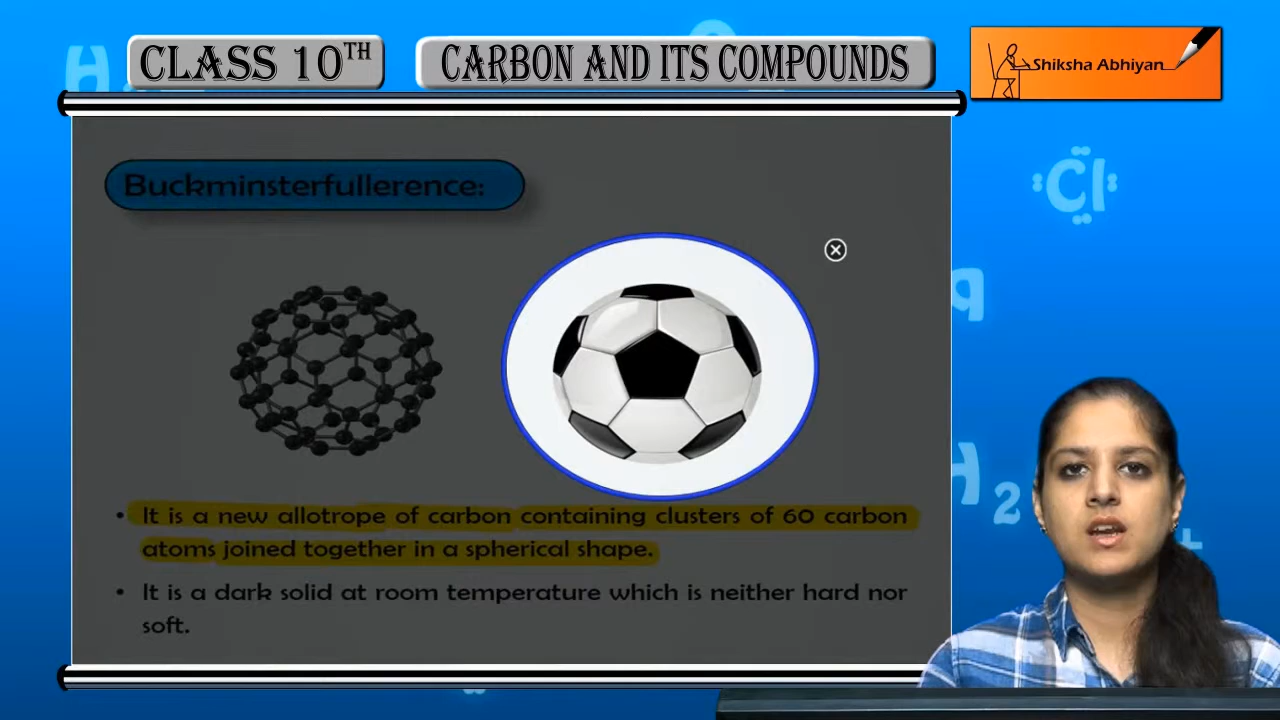 CLASS 10TH
CARBON AND ITS COMPOUNDS
Shiksha Abhiyan
Buckminsterfullerence:
Cl
q
H 2
• It is a new allotrope of carbon containing clusters of 60 carbon
atoms joined together in a spherical shape.
• It is a dark solid at room temperature which is neither hard nor
soft.